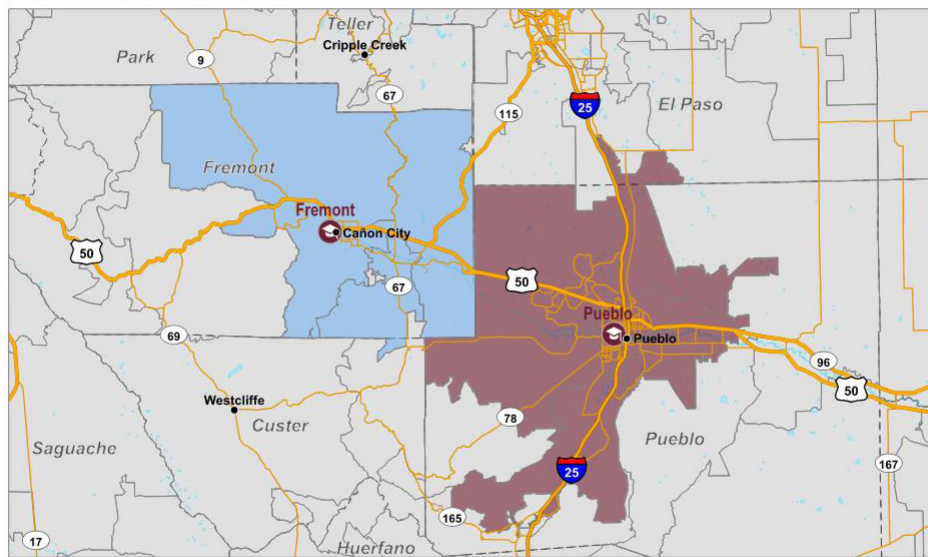 Teller
Cripple Creek
Park
9
67
25
El Paso
115
Fremont
Fremont
Cañon City
50
67
50
Pueblo
Pueblo
69
96
50
Westcliffe
Custer
78
Pueblo
Saguache
25
167
165
17
Huerfano